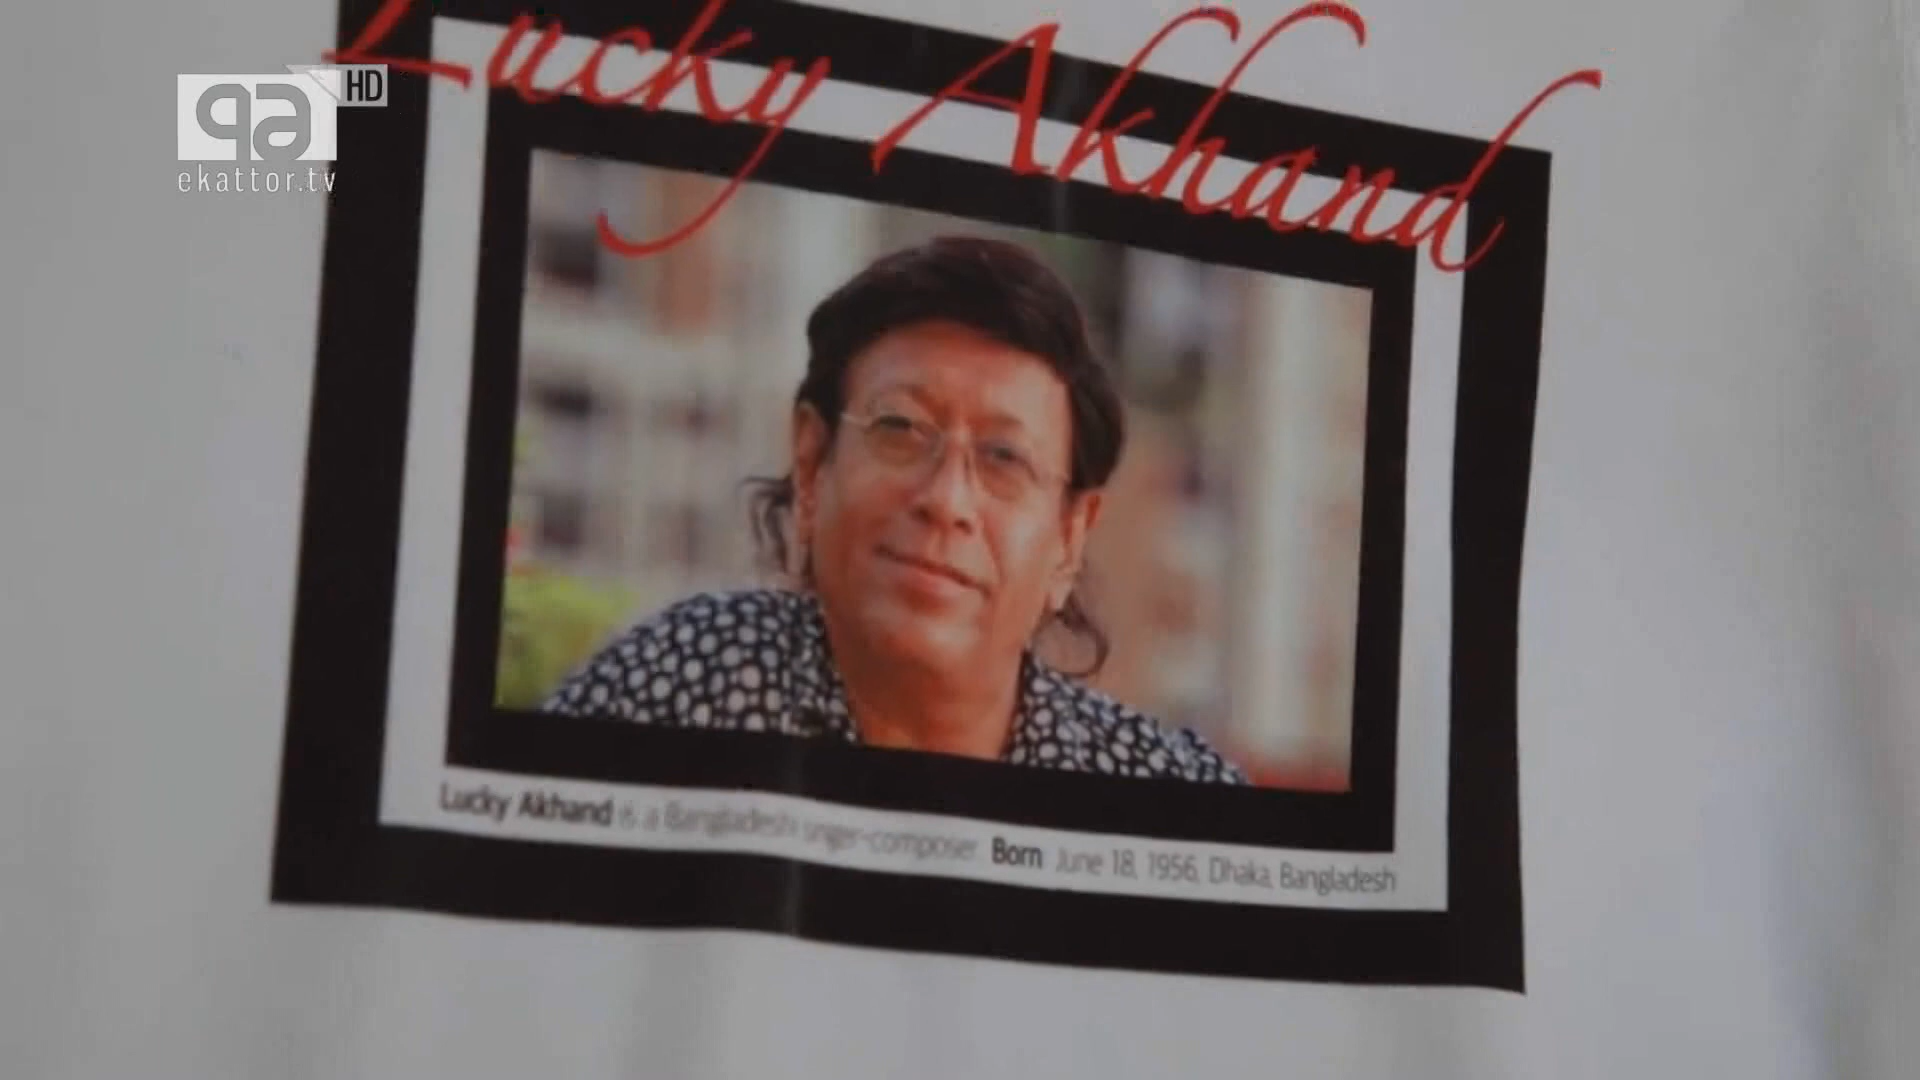 Lucky Akhand
HD
ekattor.tv
Lucky Akhand is a Bangladeshi singer-composer. Born June 18, 1956, Dhaka, Bangladesh